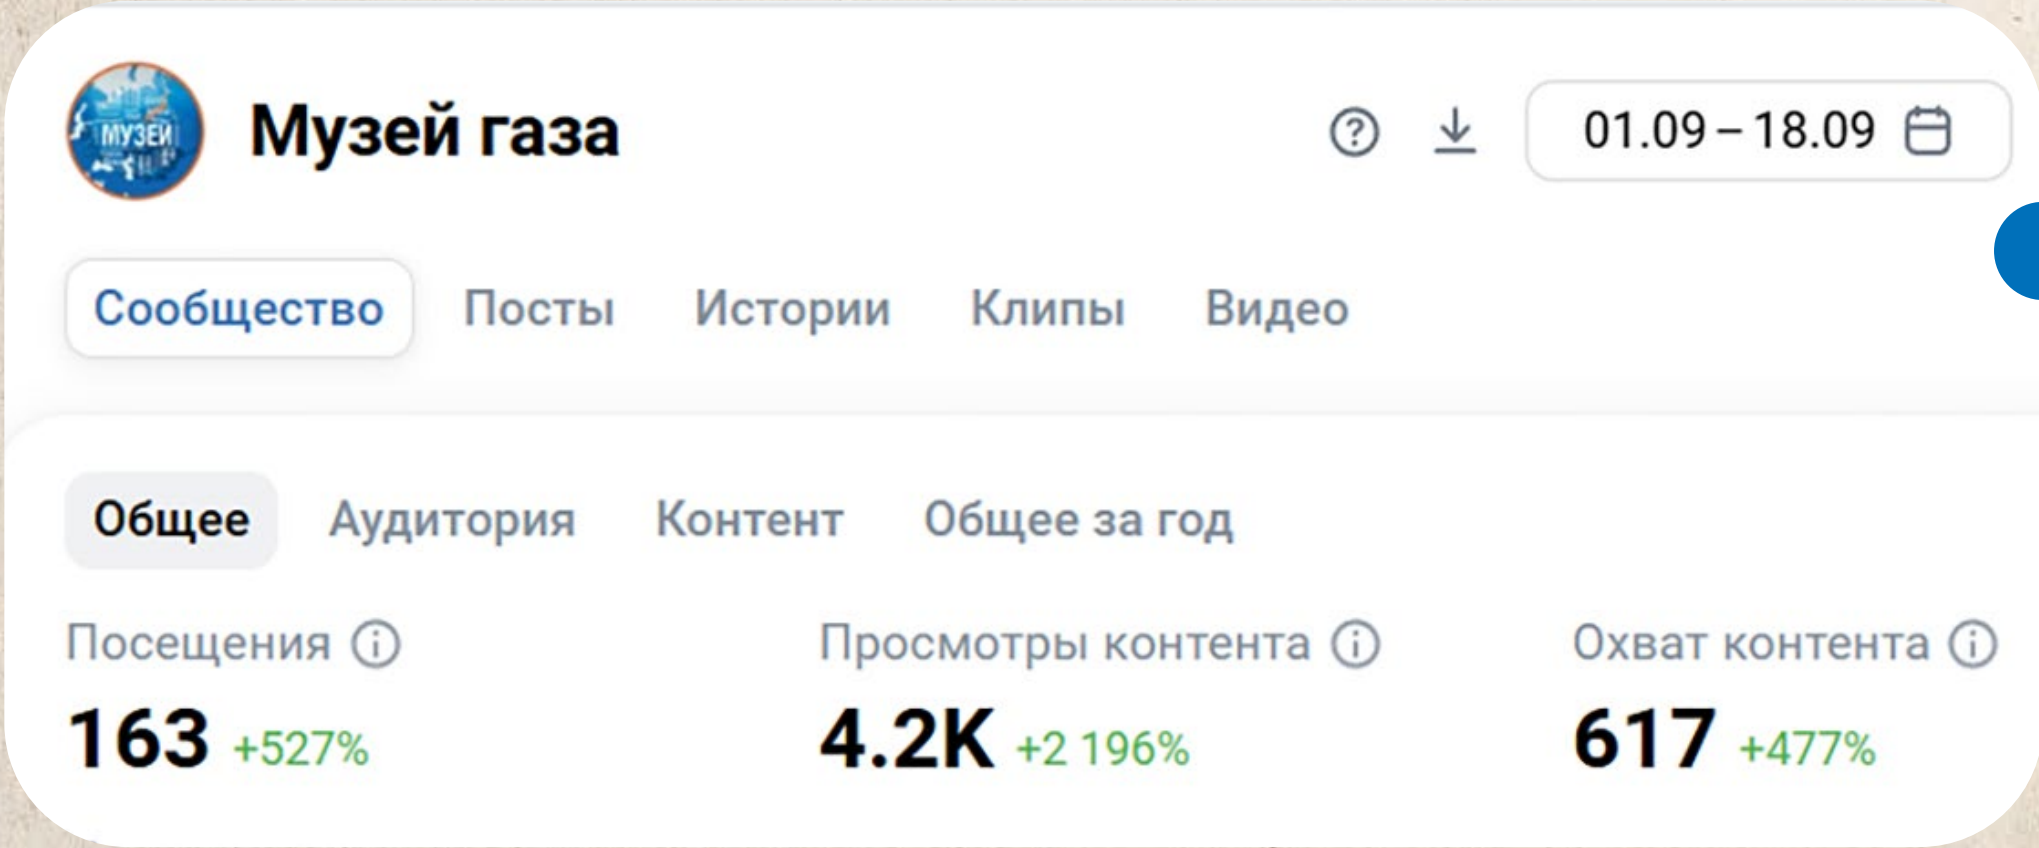 МУЗЕЙ
Музей газа
01.09 – 18.09
Сообщество Посты Истории Клипы Видео
Общее Аудитория Контент Общее за год
Посещения Просмотры контента Охват контента
163 +527% 4.2K +2 196% 617 +477%